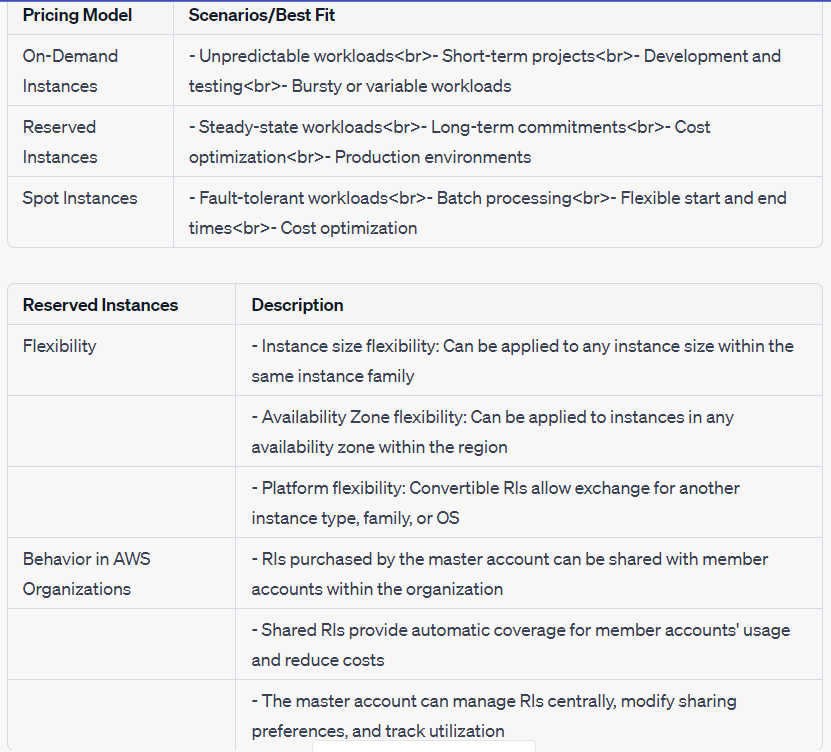 Pricing Model Scenarios/Best Fit
On-Demand Instances - Unpredictable workloads<br>- Short-term projects<br>- Development and
testing<br>- Bursty or variable workloads
Reserved Instances - Steady-state workloads<br>- Long-term commitments<br>- Cost
optimization<br>- Production environments
Spot Instances - Fault-tolerant workloads<br>- Batch processing<br>- Flexible start and end
times<br>- Cost optimization
Reserved Instances Description
Flexibility - Instance size flexibility: Can be applied to any instance size within the
same instance family
- Availability Zone flexibility: Can be applied to instances in any
availability zone within the region
- Platform flexibility: Convertible RIs allow exchange for another
instance type, family, or OS
Behavior in AWS Organizations - RIs purchased by the master account can be shared with member
accounts within the organization
- Shared RIs provide automatic coverage for member accounts' usage
and reduce costs
- The master account can manage RIs centrally, modify sharing
preferences, and track utilization